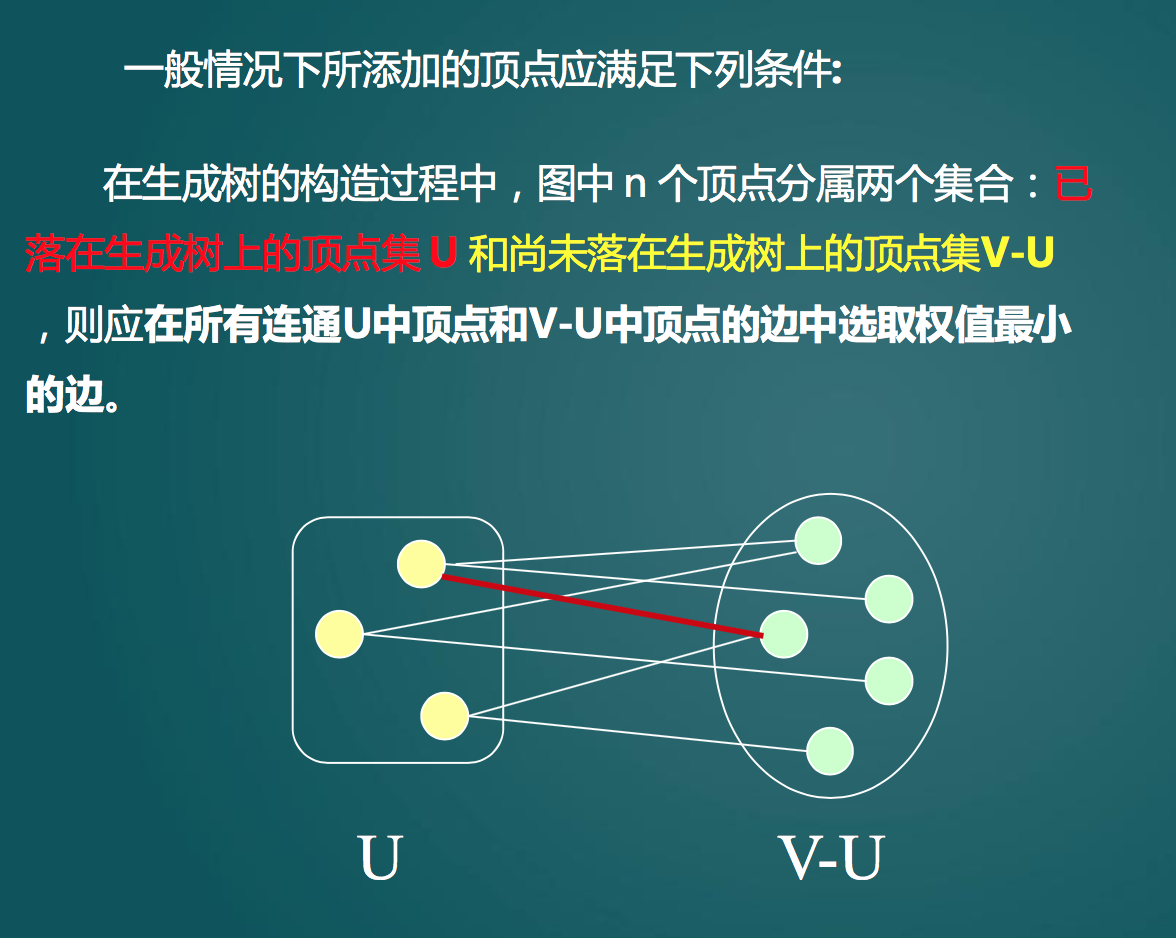 一般情况下所添加的顶点应满足下列条件:
在生成树的构造过程中，图中 n 个顶点分属两个集合：已
落在生成树上的顶点集 U 和尚未落在生成树上的顶点集V-U
，则应在所有连通U中顶点和V-U中顶点的边中选取权值最小
的边。
U
V-U